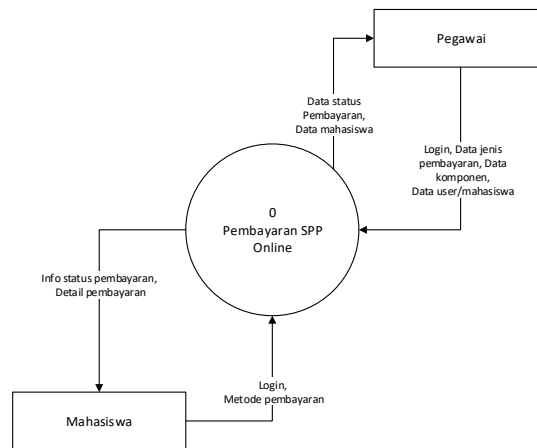 Pegawai
Data status
Pembayaran,
Data mahasiswa
Login, Data jenis
pembayaran, Data
komponen,
Data user/mahasiswa
0
Pembayaran SPP
Online
Info status pembayaran,
Detail pembayaran
Login,
Metode pembayaran
Mahasiswa